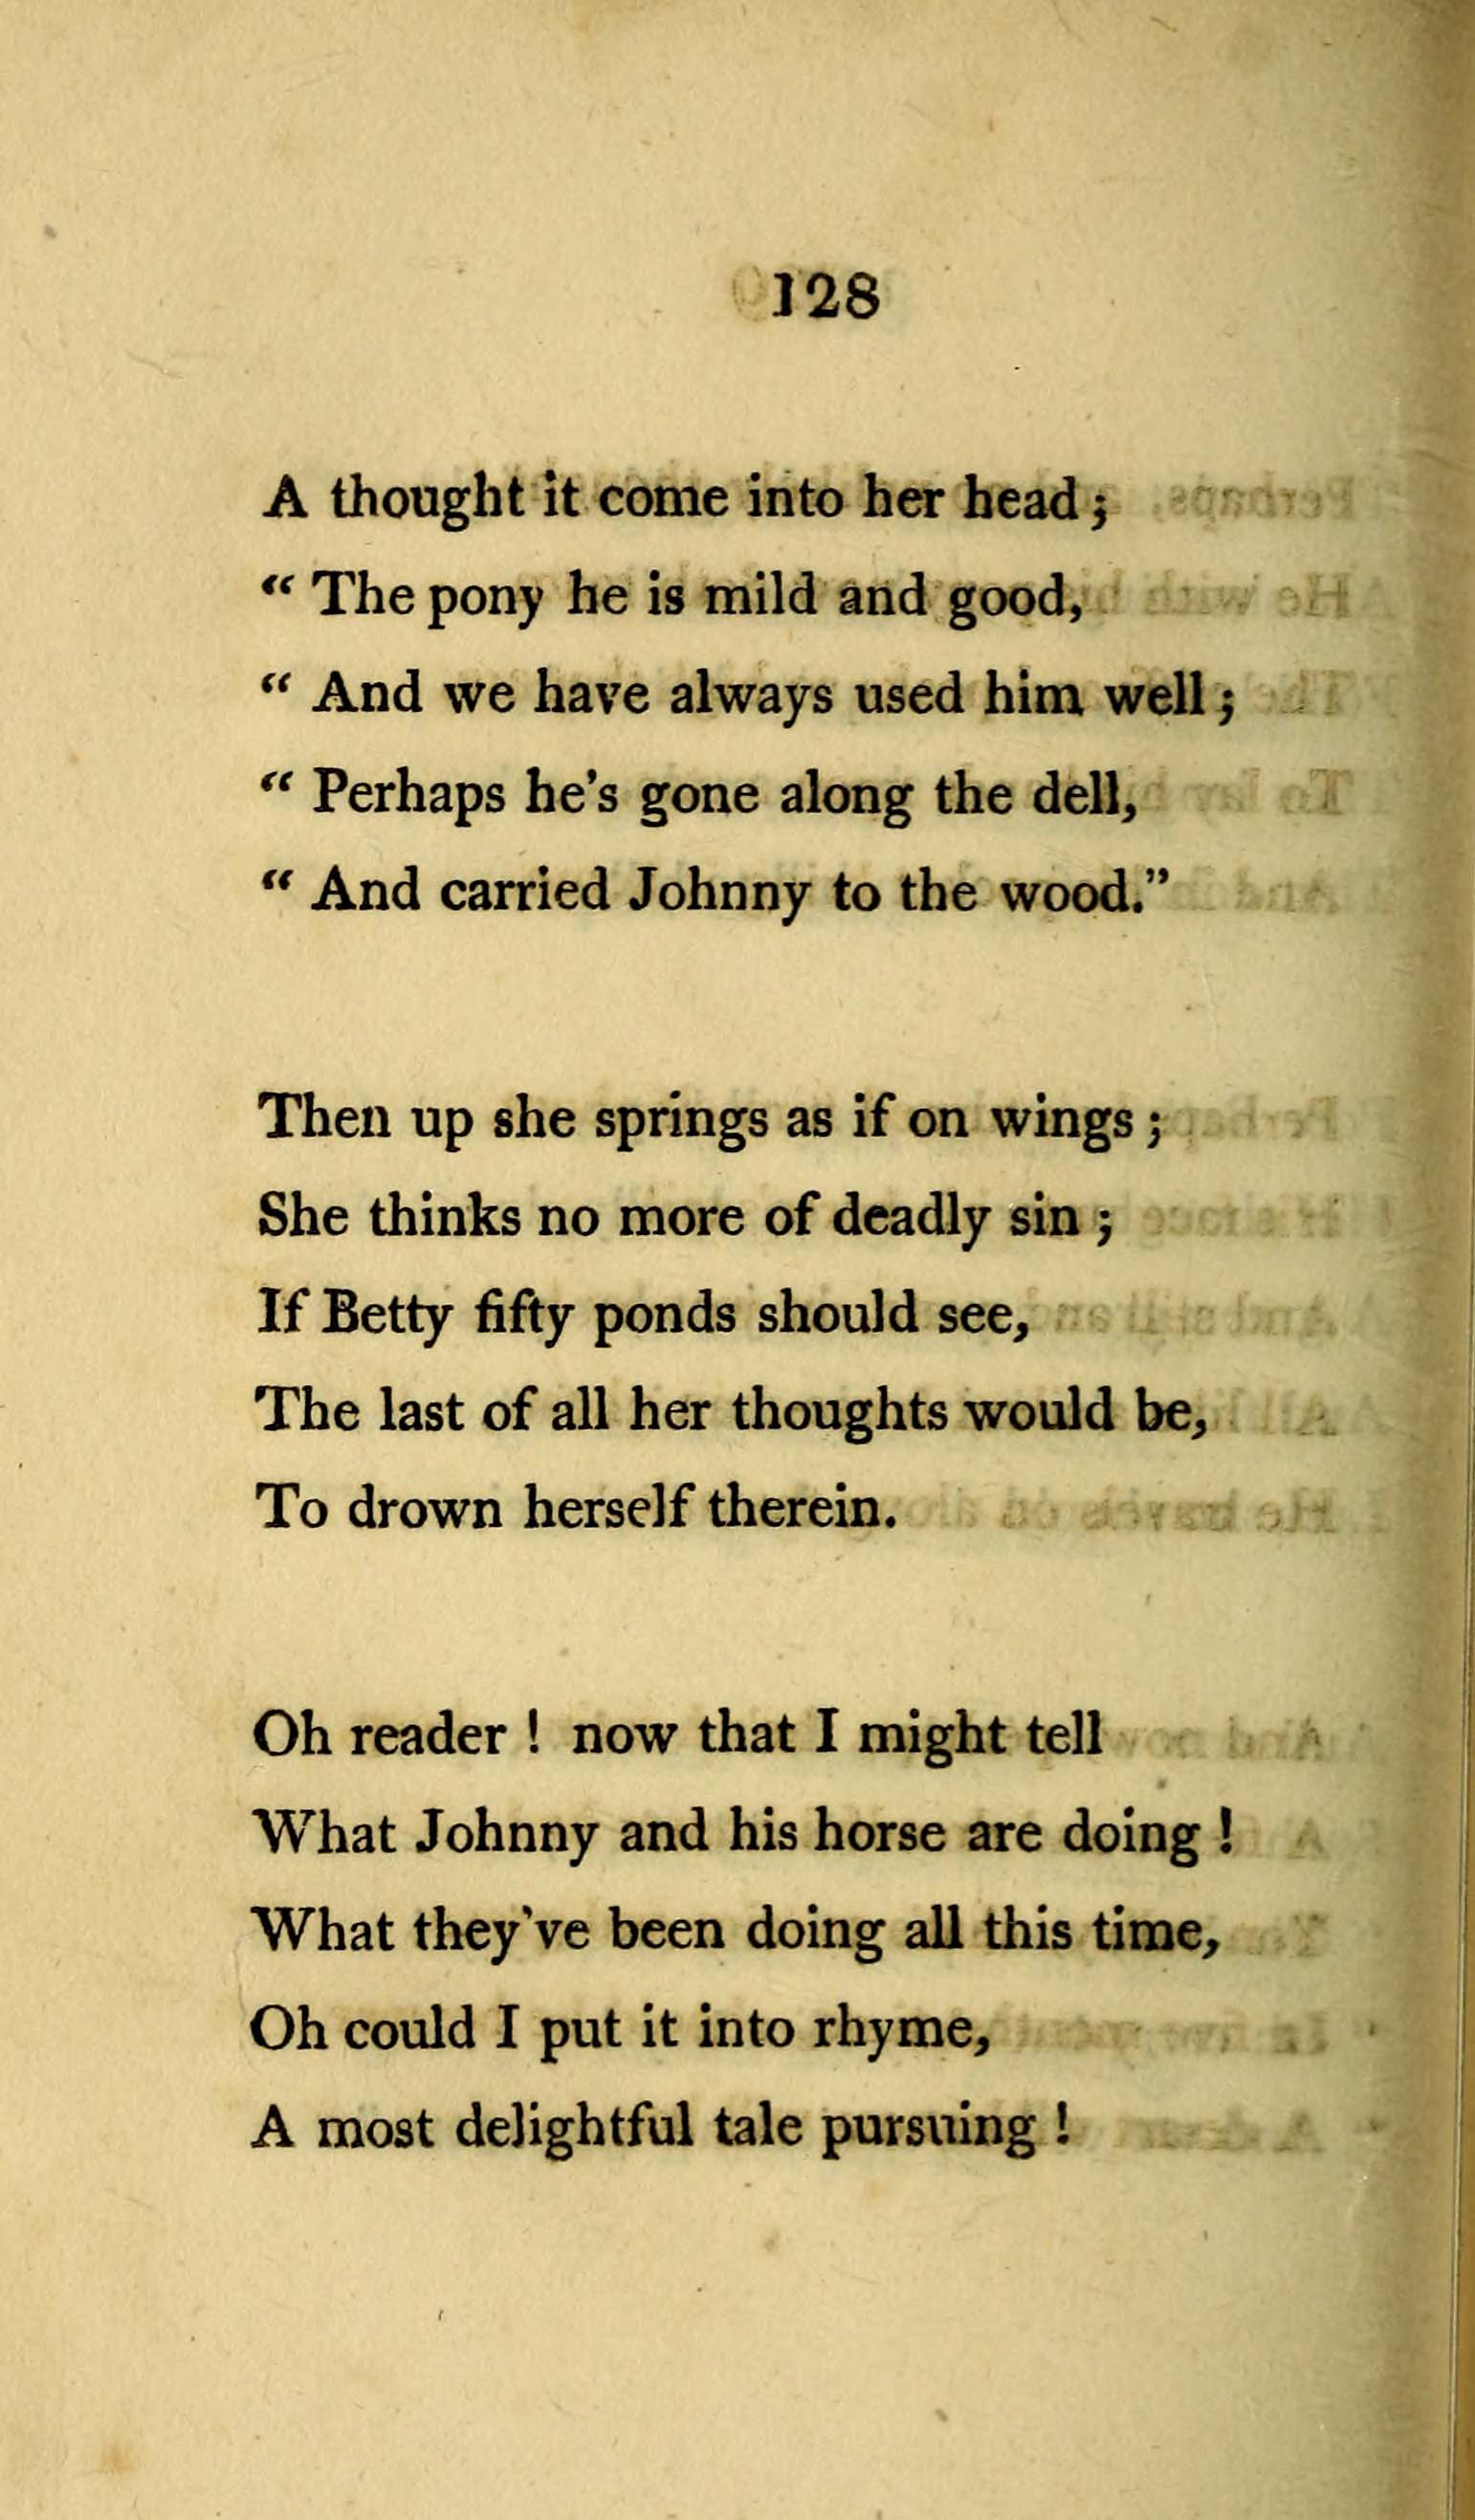 128
A thought it come into her head;
“ The pony he is mild and good,
“ And we have always used him well;
“ Perhaps he's gone along the dell,
“ And carried Johnny to the wood.”
Then up she springs as if on wings;
She thinks no more of deadly sin;
If Betty fifty ponds should see,
The last of all her thoughts would be,
To drown herself therein.
Oh reader! now that I might tell
What Johnny and his horse are doing!
What they've been doing all this time,
Oh could I put it into rhyme,
A most delightful tale pursuing!